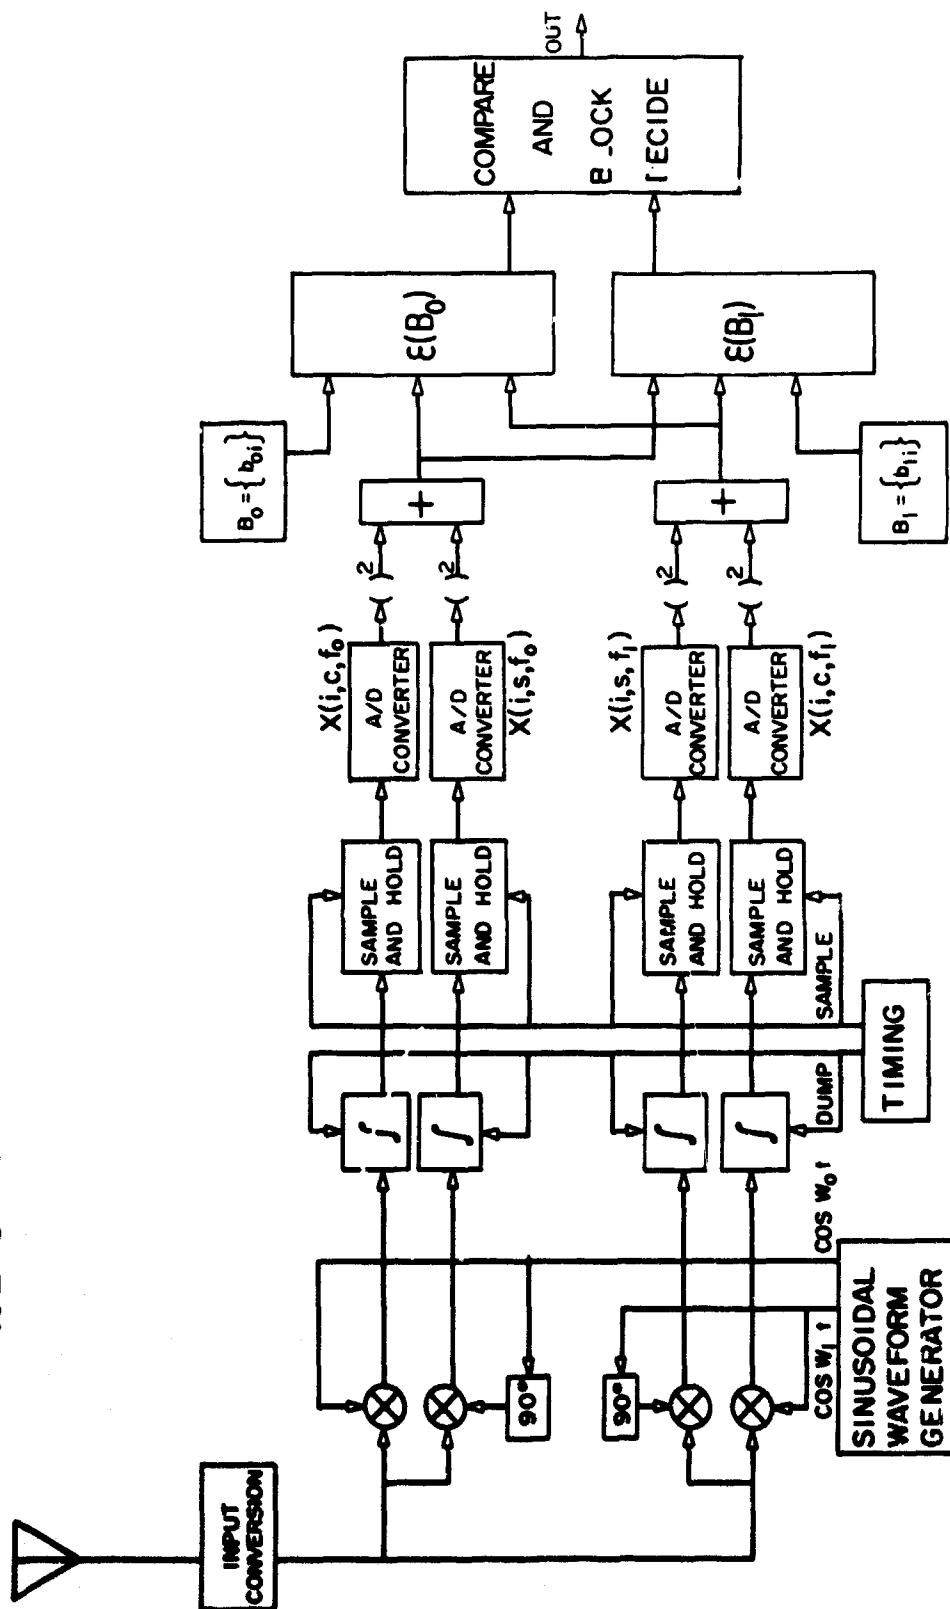 INPUT
CONVERSION
90°
90°
SINUSOIDAL
WAVEFORM
GENERATOR
COS W₁ t
COS W₀ t
∫
∫
∫
∫
DUMP
TIMING
SAMPLE
SAMPLE
AND HOLD
SAMPLE
AND HOLD
SAMPLE
AND HOLD
SAMPLE
AND HOLD
X(i,c,f₀)
A/D
CONVERTER
A/D
CONVERTER
X(i,s,f₀)
X(i,s,f₁)
A/D
CONVERTER
A/D
CONVERTER
X(i,c,f₁)
( )²
( )²
( )²
( )²
+
+
B₀={b₀ᵢ}
B₁={b₁ᵢ}
ε(B₀)
ε(B₁)
COMPARE
AND
B_OCK
DECIDE
OUT